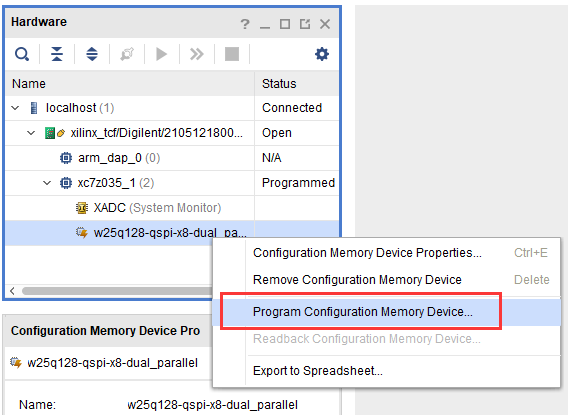 Hardware
Name Status
localhost (1) Connected
xilinx_tcf/Digilent/2105121800... Open
arm_dap_0 (0) N/A
xc7z035_1 (2) Programmed
XADC (System Monitor)
w25q128-qspi-x8-dual_pa...
Configuration Memory Device Properties... Ctrl+E
Remove Configuration Memory Device Delete
Program Configuration Memory Device...
Readback Configuration Memory Device...
Export to Spreadsheet...
Configuration Memory Device Pro
w25q128-qspi-x8-dual_parallel
Name: w25q128-qspi-x8-dual_parallel